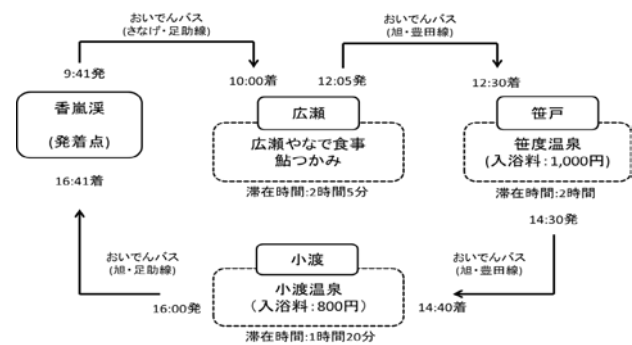 おいでんバス
(さなげ・足助線)
おいでんバス
(旭・豊田線)
9:41発
10:00着
12:05発
12:30着
香嵐渓
(発着点)
広瀬
広瀬やなで食事
鮎つかみ
滞在時間:2時間5分
笹戸
笹度温泉
(入浴料:1,000円)
滞在時間:2時間
16:41着
14:30発
おいでんバス
(旭・足助線)
小渡
小渡温泉
(入浴料:800円)
滞在時間:1時間20分
おいでんバス
(旭・豊田線)
16:00発
14:40着